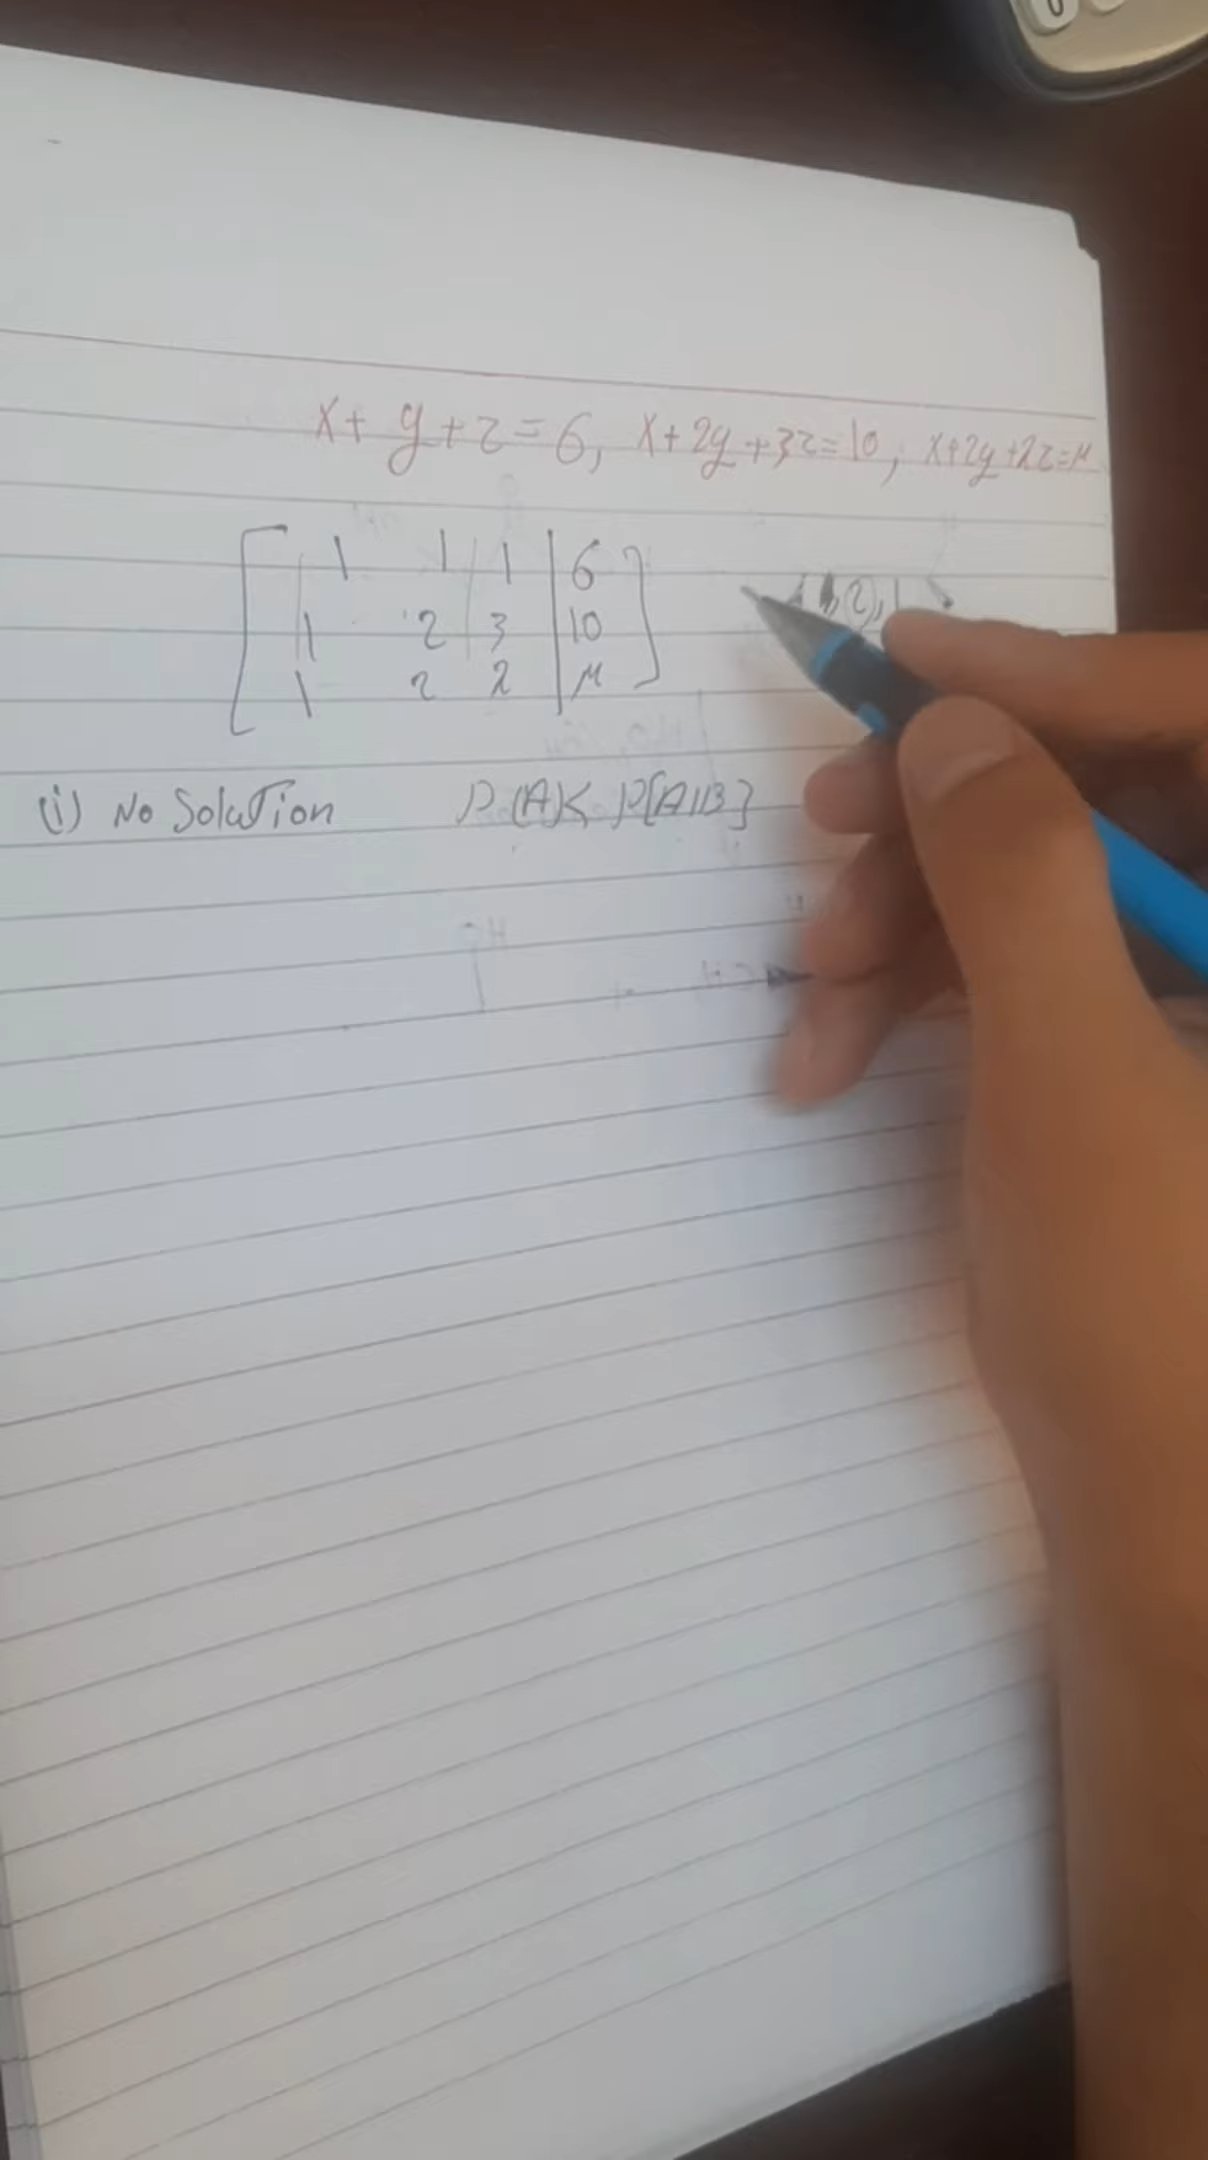 x + y + z = 6, x + 2y + 3z = 10, x + 2y + λz = μ
1 1 1 | 6
1 2 3 | 10
1 2 λ | μ
(i) No Solution ρ(A) < ρ[A|B]